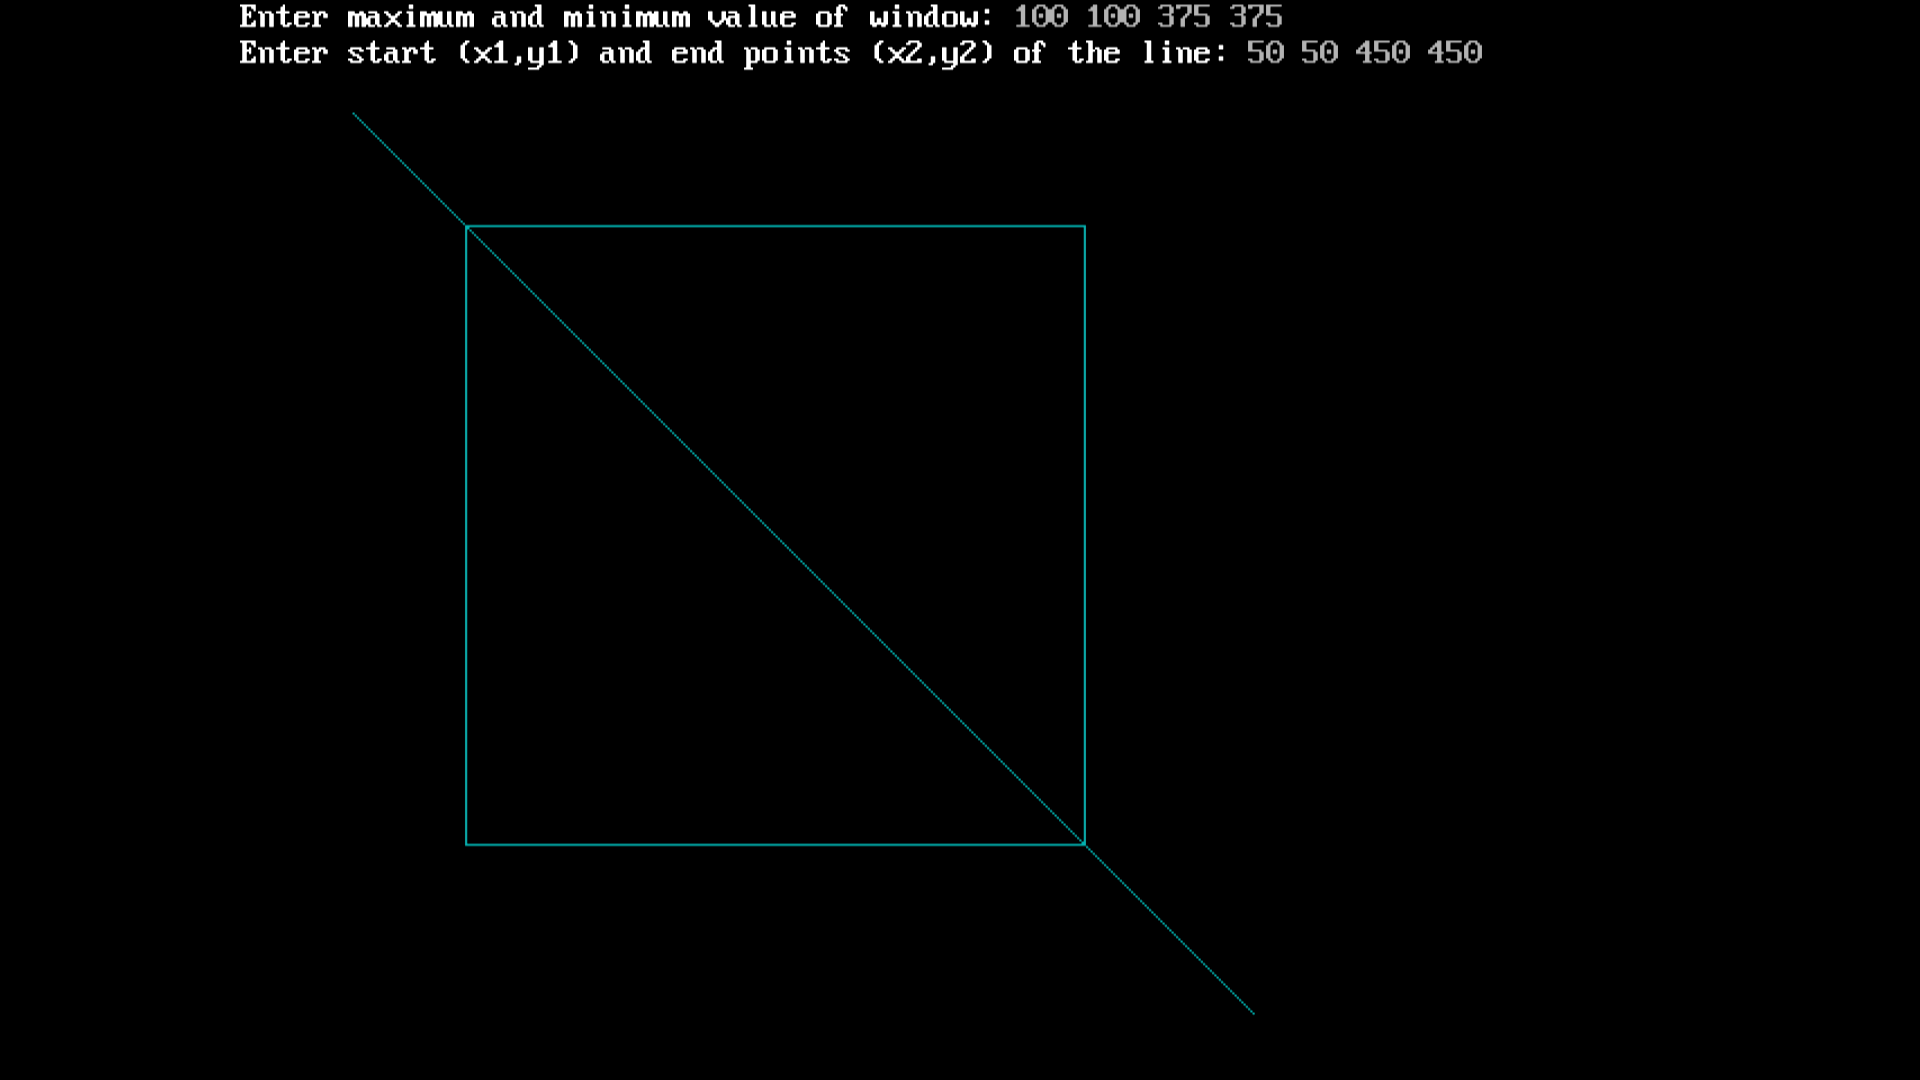 Enter maximum and minimum value of window: 100 100 375 375
Enter start (x1,y1) and end points (x2,y2) of the line: 50 50 450 450